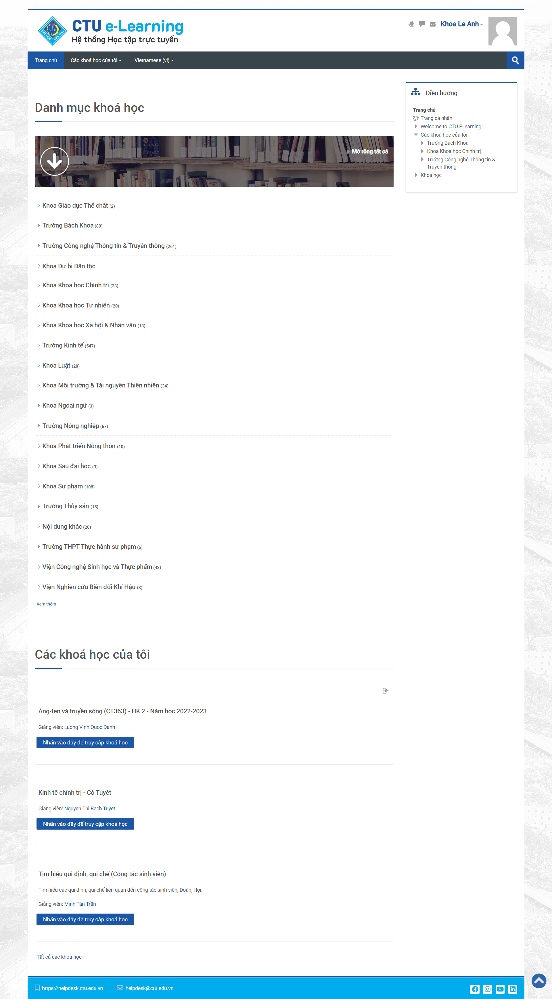 ĐẠI HỌC CẦN THƠ
CTU e-Learning
Hệ thống Học tập trực tuyến
Khoa Le Anh
Trang chủ
Các khoá học của tôi
Vietnamese (vi)
Danh mục khoá học
IL CONTO
CIFRATO
PAUL
THEROUX
Mở rộng tất cả
Khoa Giáo dục Thể chất (2)
Trường Bách Khoa (80)
Trường Công nghệ Thông tin & Truyền thông (261)
Khoa Dự bị Dân tộc
Khoa Khoa học Chính trị (33)
Khoa Khoa học Tự nhiên (20)
Khoa Khoa học Xã hội & Nhân văn (13)
Trường Kinh tế (547)
Khoa Luật (28)
Khoa Môi trường & Tài nguyên Thiên nhiên (34)
Khoa Ngoại ngữ (3)
Trường Nông nghiệp (67)
Khoa Phát triển Nông thôn (10)
Khoa Sau đại học (3)
Khoa Sư phạm (108)
Trường Thủy sản (15)
Nội dung khác (20)
Trường THPT Thực hành sư phạm (6)
Viện Công nghệ Sinh học và Thực phẩm (43)
Viện Nghiên cứu Biến đổi Khí Hậu (3)
Xem thêm
Các khoá học của tôi
Ăng-ten và truyền sóng (CT363) - HK 2 - Năm học 2022-2023
Giảng viên: Luong Vinh Quoc Danh
Nhấn vào đây để truy cập khoá học
Kinh tế chính trị - Cô Tuyết
Giảng viên: Nguyen Thi Bach Tuyet
Nhấn vào đây để truy cập khoá học
Tìm hiểu qui định, qui chế (Công tác sinh viên)
Tìm hiểu các qui định, qui chế liên quan đến công tác sinh viên, Đoàn, Hội.
Giảng viên: Minh Tân Trần
Nhấn vào đây để truy cập khoá học
Tất cả các khoá học
Điều hướng
Trang chủ
Trang cá nhân
Welcome to CTU E-learning!
Các khoá học của tôi
Trường Bách Khoa
Khoa Khoa học Chính trị
Trường Công nghệ Thông tin &
Truyền thông
Khoá học
https://helpdesk.ctu.edu.vn
helpdesk@ctu.edu.vn